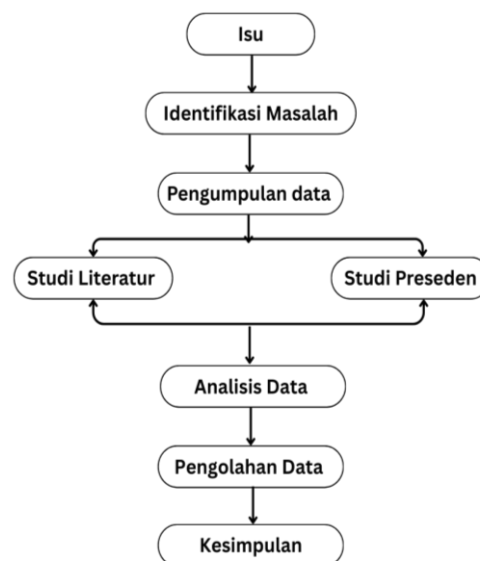 Isu
Identifikasi Masalah
Pengumpulan data
Studi Literatur
Studi Preseden
Analisis Data
Pengolahan Data
Kesimpulan